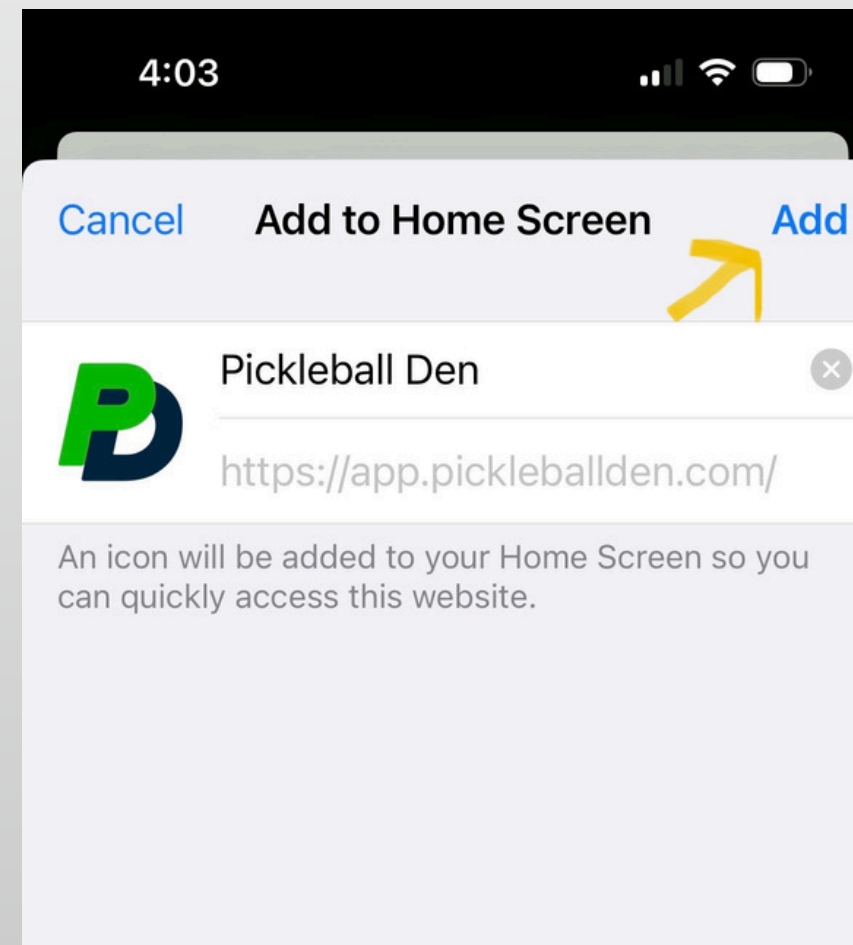 4:03
Cancel Add to Home Screen Add
PD
Pickleball Den
https://app.pickleballden.com/
An icon will be added to your Home Screen so you
can quickly access this website.